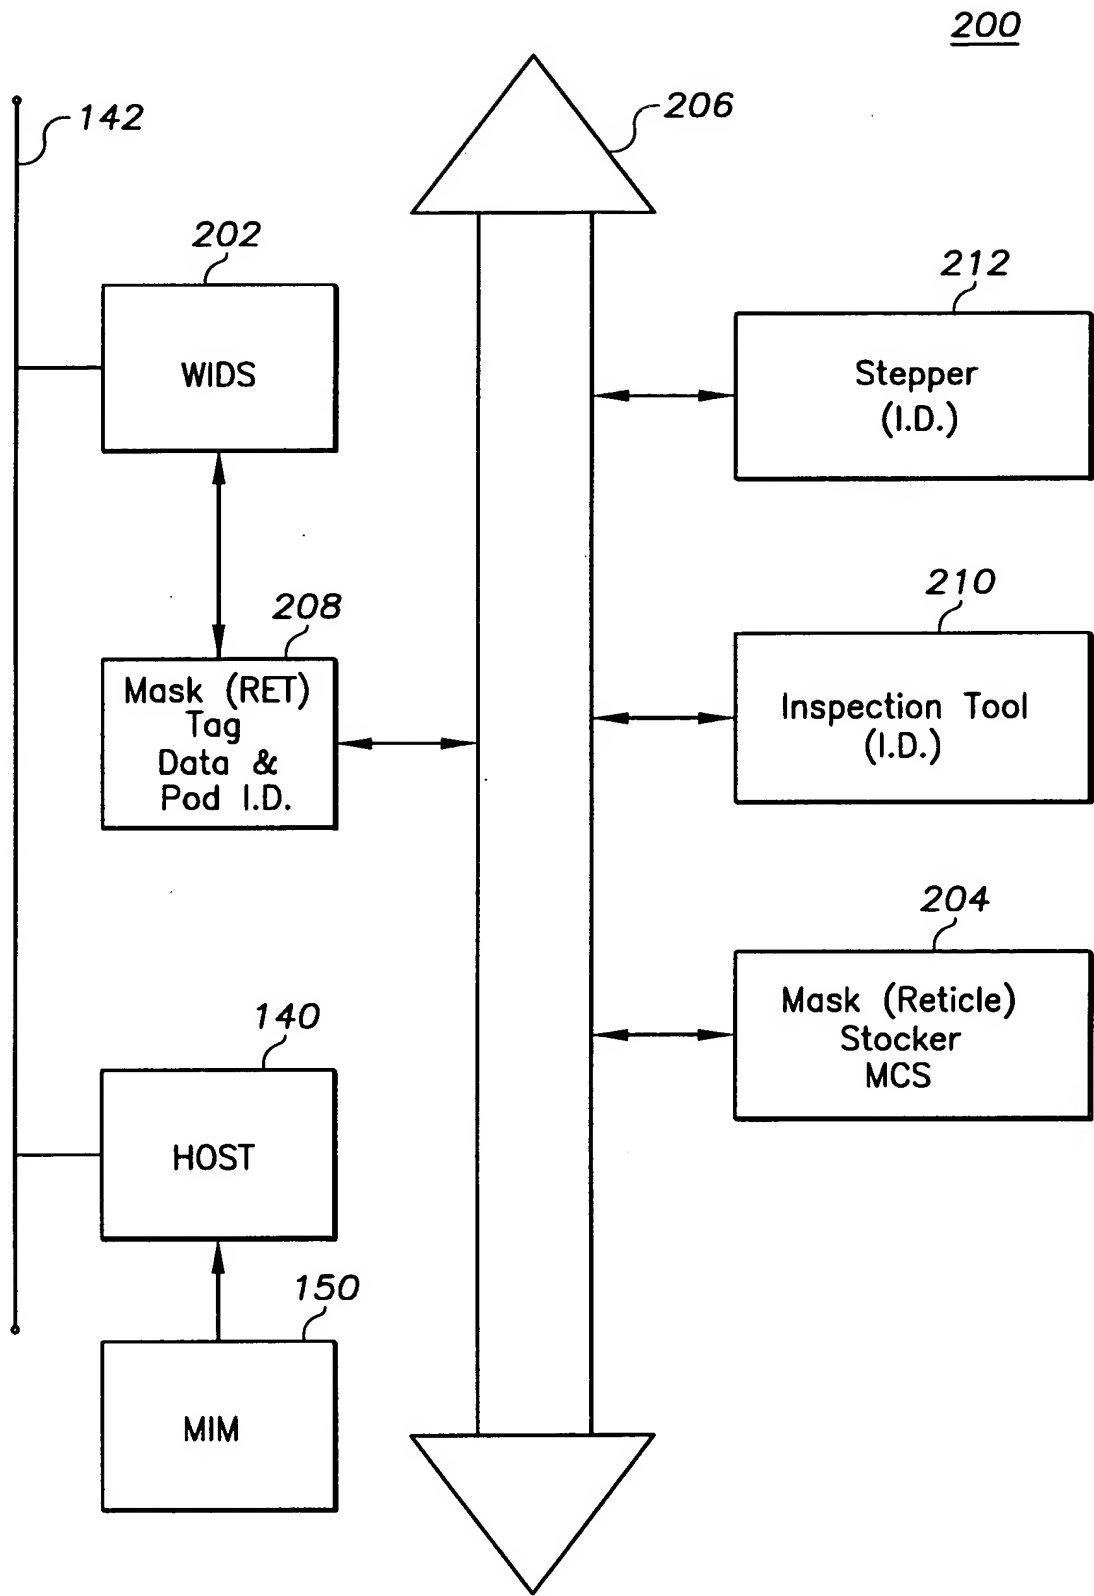 200
142
206
202
WIDS
212
Stepper
(I.D.)
208
Mask (RET)
Tag
Data &
Pod I.D.
210
Inspection Tool
(I.D.)
204
Mask (Reticle)
Stocker
MCS
140
HOST
150
MIM